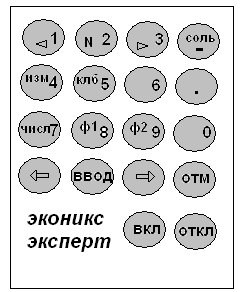 ◁ 1 N 2 ▷ 3 соль -
изм4 клб5 6 .
числ7 ф18 ф29 0
⇦ ввод ⇨ отм
эконикс вкл откл
эксперт